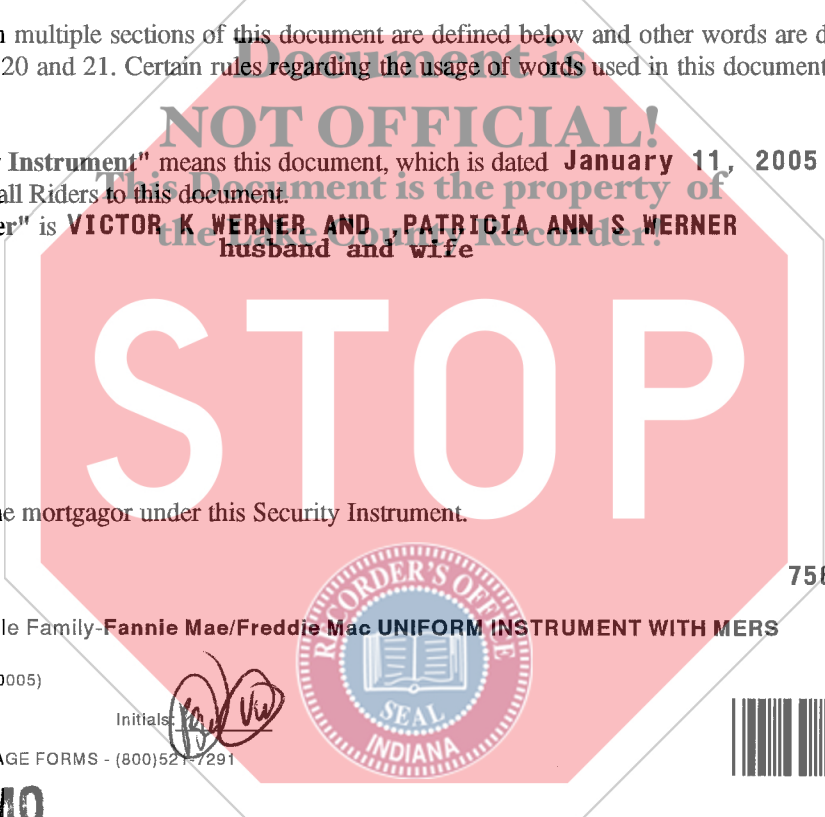 n multiple sections of this document are defined below and other words are d
20 and 21. Certain rules regarding the usage of words used in this document
Document is
NOT OFFICIAL!
This Document is the property of
the Lake County Recorder!
Instrument" means this document, which is dated January 11, 2005
all Riders to this document.
er" is VICTOR K WERNER AND ,PATRICIA ANN S WERNER
husband and wife
STOP
e mortgagor under this Security Instrument.
758
le Family-Fannie Mae/Freddie Mac UNIFORM INSTRUMENT WITH MERS
0005)
Initials:
AGE FORMS - (800)521-7291
RECORDER'S OFFICE
SEAL
INDIANA